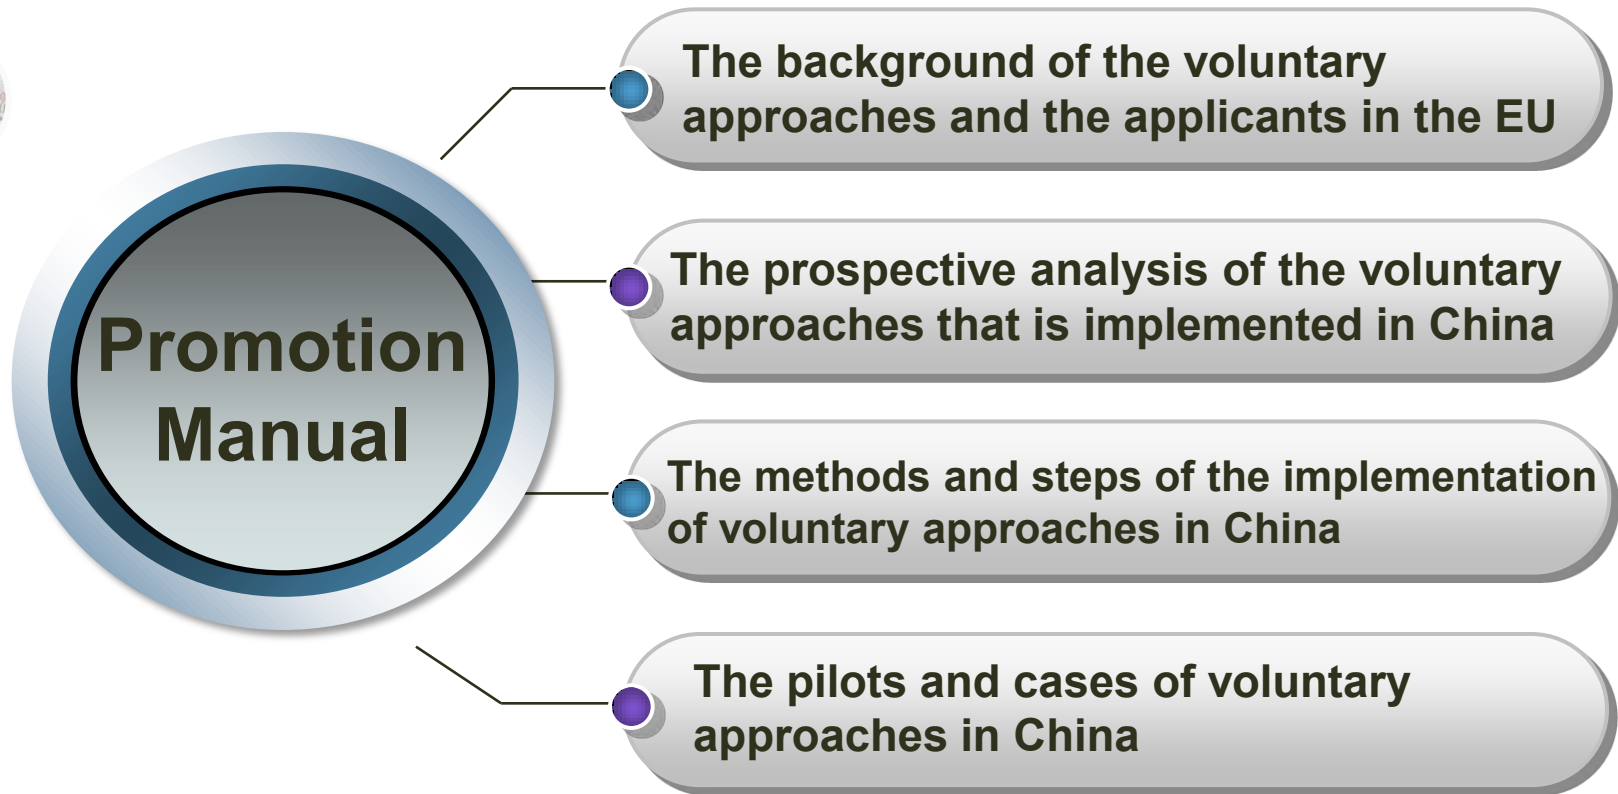 Promotion
Manual
The background of the voluntary
approaches and the applicants in the EU
The prospective analysis of the voluntary
approaches that is implemented in China
The methods and steps of the implementation
of voluntary approaches in China
The pilots and cases of voluntary
approaches in China